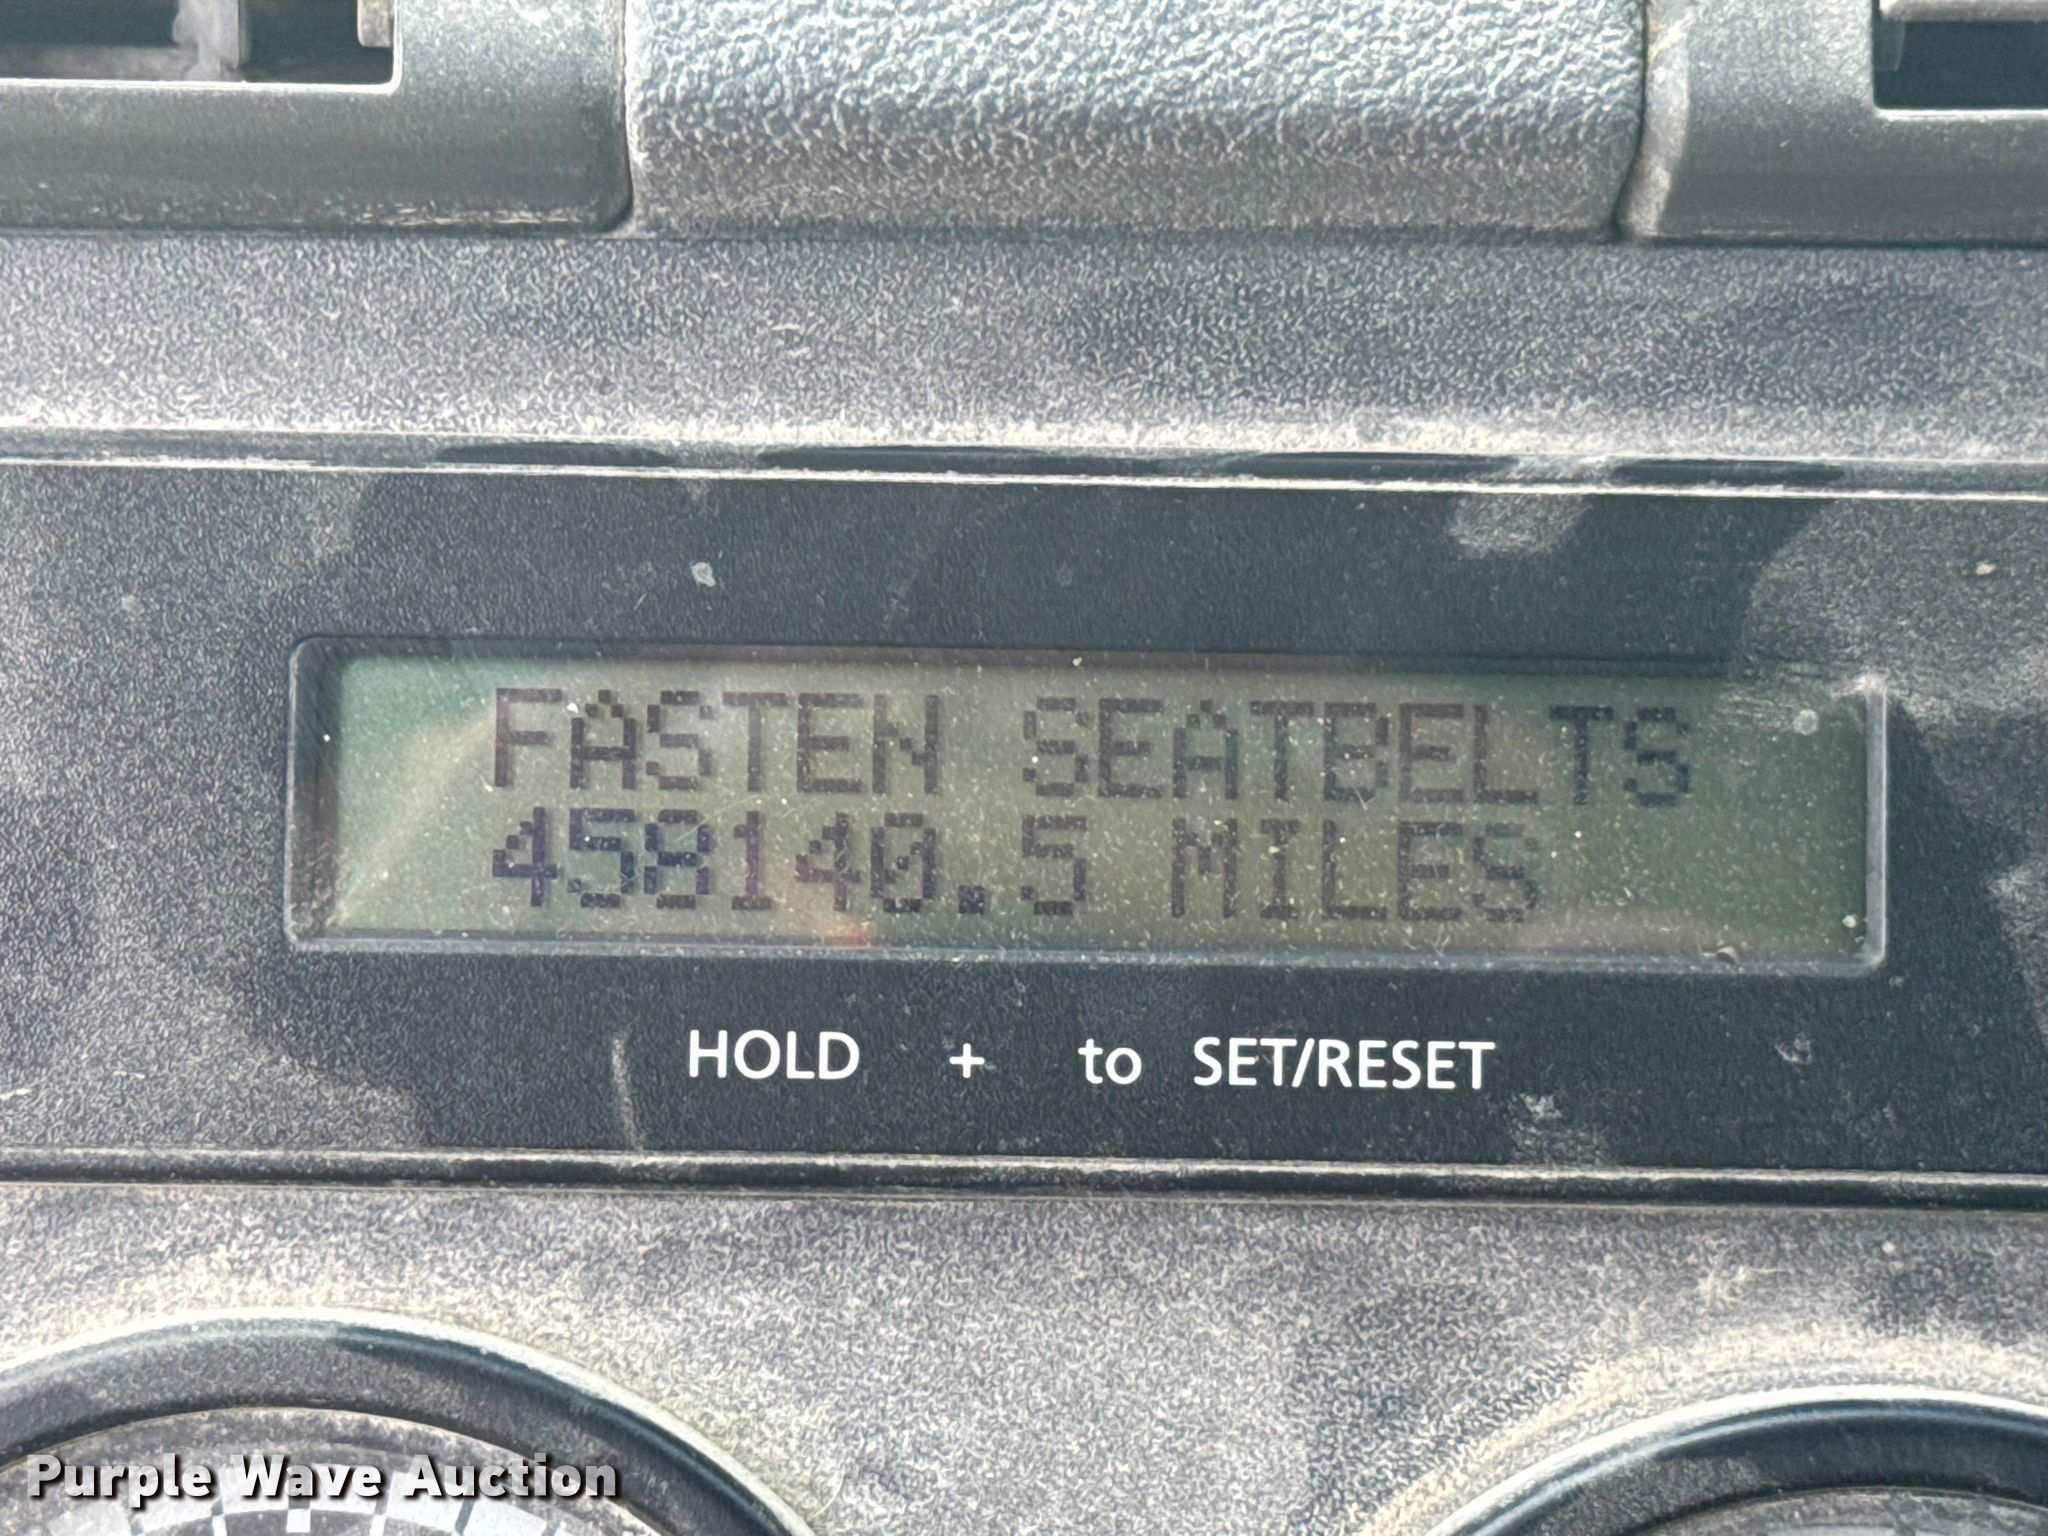 FASTEN SEATBELTS
458140.5 MILES
HOLD + to SET/RESET
Purple Wave Auction